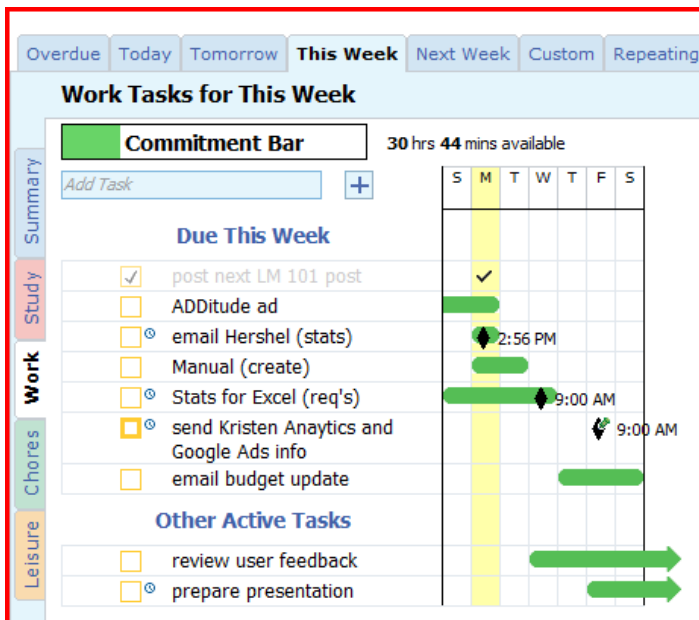 Overdue Today Tomorrow This Week Next Week Custom Repeating
Work Tasks for This Week
Commitment Bar 30 hrs 44 mins available
Add Task + S M T W T F S
Due This Week
post next LM 101 post
ADDitude ad
email Hershel (stats) 2:56 PM
Manual (create)
Stats for Excel (req's) 9:00 AM
send Kristen Anaytics and
Google Ads info 9:00 AM
email budget update
Other Active Tasks
review user feedback
prepare presentation
Summary
Study
Work
Chores
Leisure